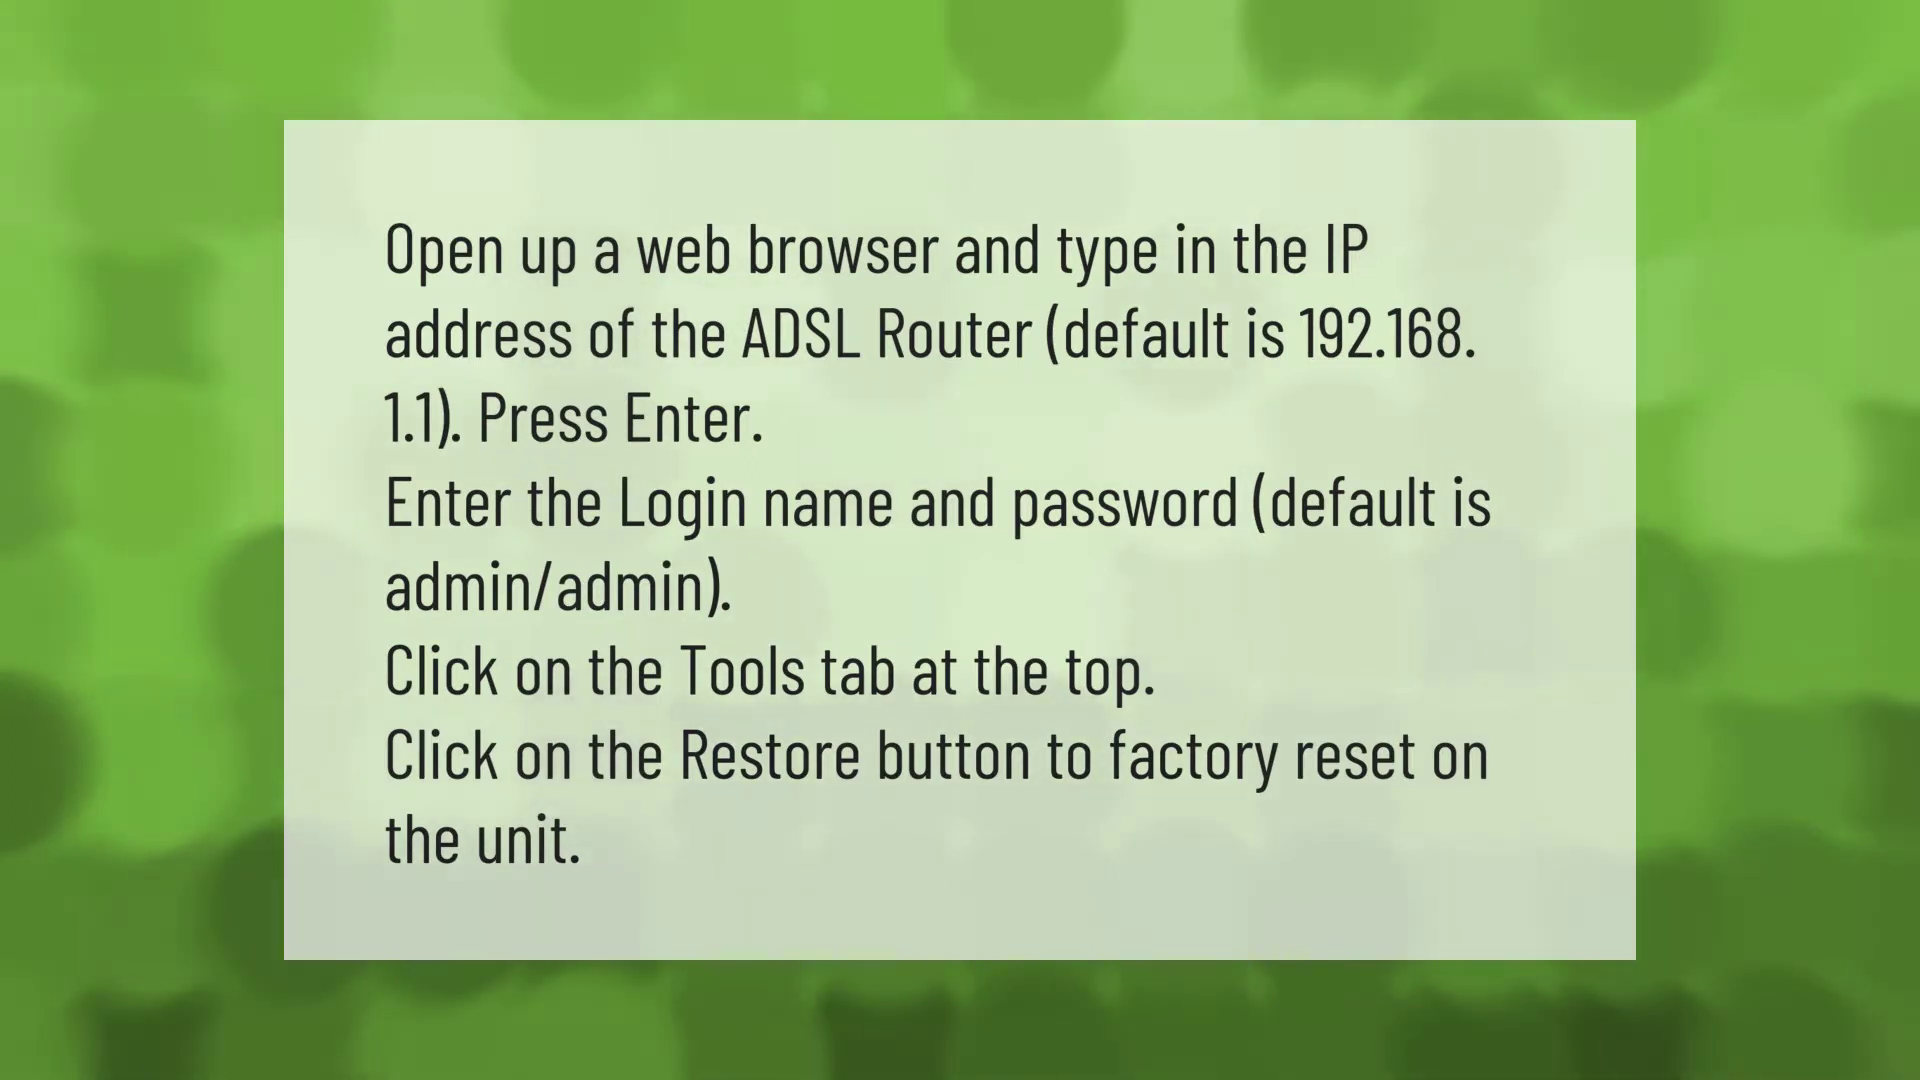 Open up a web browser and type in the IP
address of the ADSL Router (default is 192.168.
1.1). Press Enter.
Enter the Login name and password (default is
admin/admin).
Click on the Tools tab at the top.
Click on the Restore button to factory reset on
the unit.